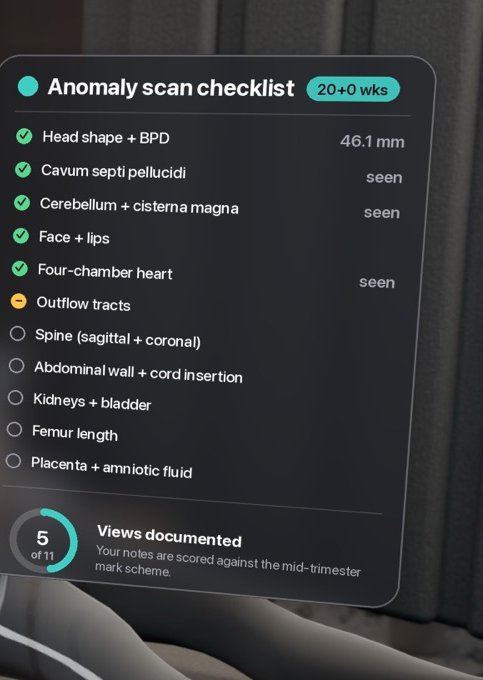 Anomaly scan checklist 20+0 wks
Head shape + BPD 46.1 mm
Cavum septi pellucidi seen
Cerebellum + cisterna magna seen
Face + lips
Four-chamber heart seen
Outflow tracts
Spine (sagittal + coronal)
Abdominal wall + cord insertion
Kidneys + bladder
Femur length
Placenta + amniotic fluid
5
of 11
Views documented
Your notes are scored against the mid-trimester
mark scheme.